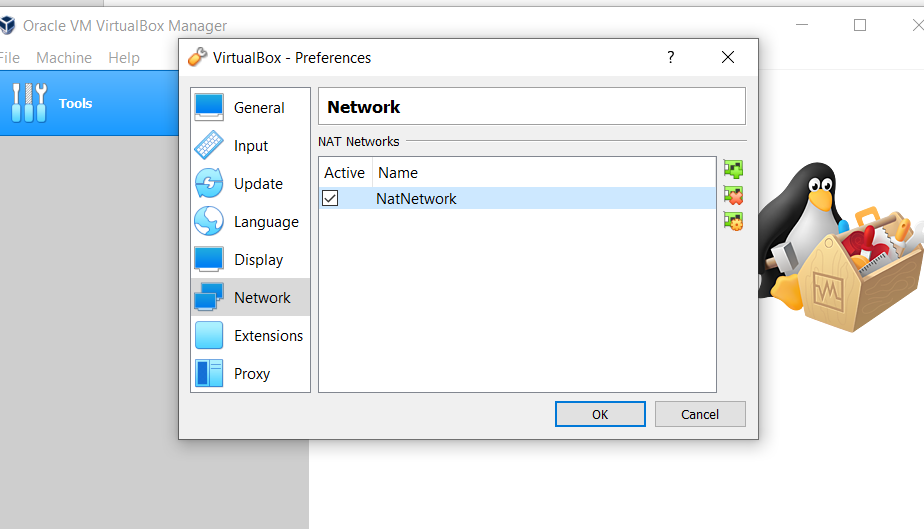 Oracle VM VirtualBox Manager
File Machine Help
Tools
VirtualBox - Preferences
?
General
Input
Update
Language
Display
Network
Extensions
Proxy
Network
NAT Networks
Active Name
NatNetwork
OK Cancel